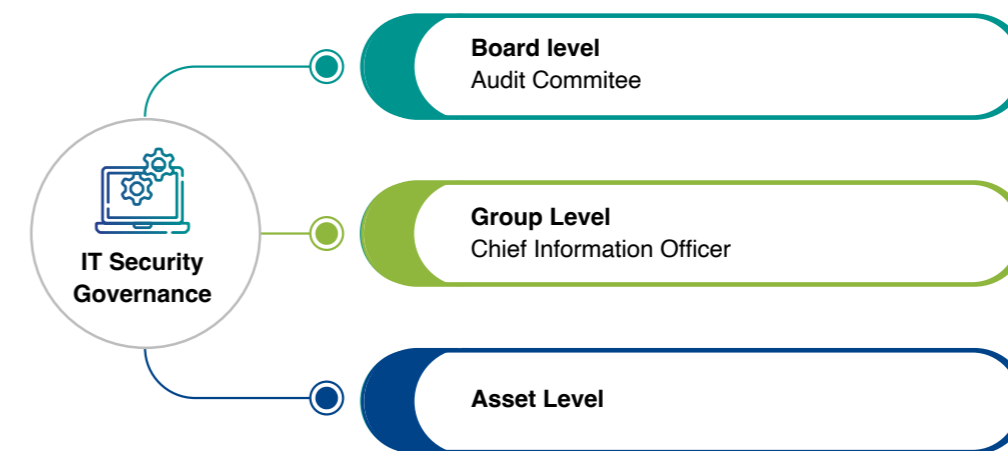 Board level
Audit Commitee
IT Security
Governance
Group Level
Chief Information Officer
Asset Level